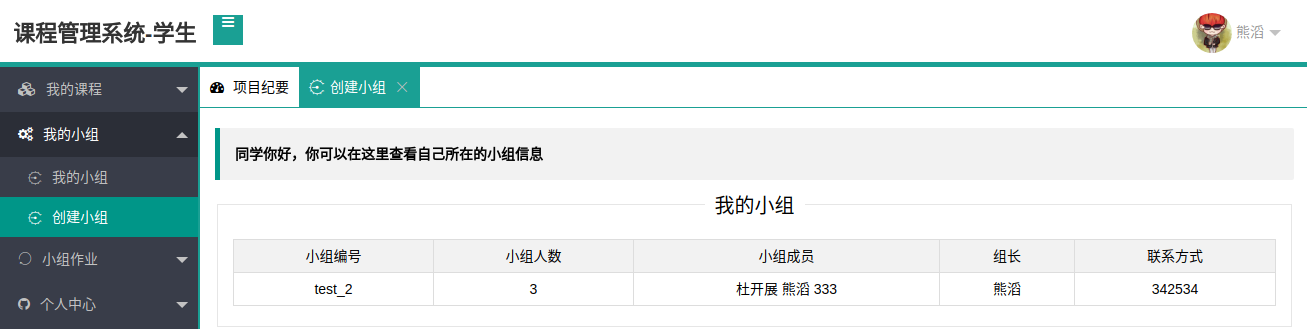 课程管理系统-学生
熊滔
我的课程
我的小组
我的小组
创建小组
小组作业
个人中心
项目纪要 创建小组
同学你好，你可以在这里查看自己所在的小组信息
我的小组
小组编号 小组人数 小组成员 组长 联系方式
test_2 3 杜开展 熊滔 333 熊滔 342534